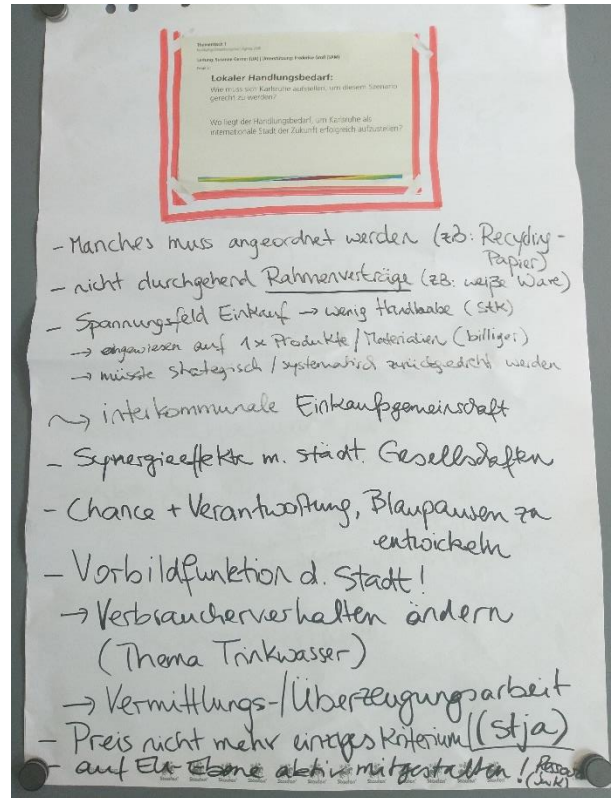 Lokaler Handlungsbedarf:
Wie muss sich Karlsruhe aufstellen, um diesem Szenario
gerecht zu werden?
Wo liegt der Handlungsbedarf, um Karlsruhe als
internationale Stadt der Zukunft erfolgreich aufzustellen?
- Manches muss angeordnet werden (zB: Recycling-
Papier)
- nicht durchgehend Rahmenverträge (zB: weiße Ware)
- Spannungsfeld Einkauf → wenig Handhabe (StK)
→ angewiesen auf 1x Produkte/Materialien (billiger)
→ müsste strategisch/systematisch zurückgedreht werden
~> interkommunale Einkaufsgemeinschaft
- Synergieeffekte m. städt. Gesellschaften
- Chance + Verantwortung, Blaupausen zu
entwickeln
- Vorbildfunktion d. Stadt!
→ Verbraucherverhalten ändern
(Thema Trinkwasser)
→ Vermittlungs-/Überzeugungsarbeit
- Preis nicht mehr einziges Kriterium! (stja)
- auf EU-Ebene aktiv mitgestalten!